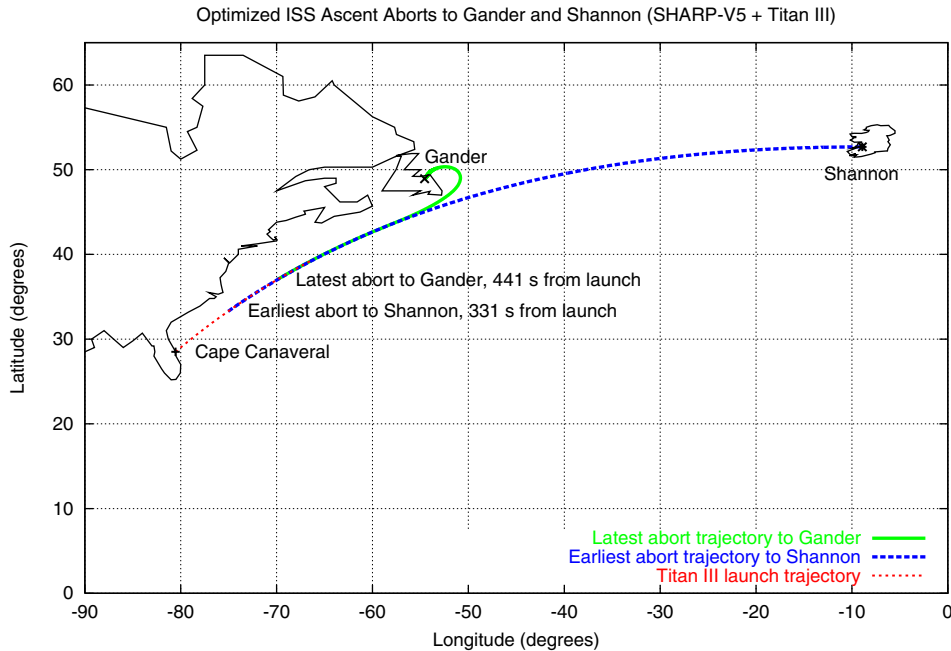 Optimized ISS Ascent Aborts to Gander and Shannon (SHARP-V5 + Titan III)
60
50
40
30
20
10
0
Latitude (degrees)
Gander
Shannon
Latest abort to Gander, 441 s from launch
Earliest abort to Shannon, 331 s from launch
Cape Canaveral
Latest abort trajectory to Gander
Earliest abort trajectory to Shannon
Titan III launch trajectory
-90 -80 -70 -60 -50 -40 -30 -20 -10 0
Longitude (degrees)